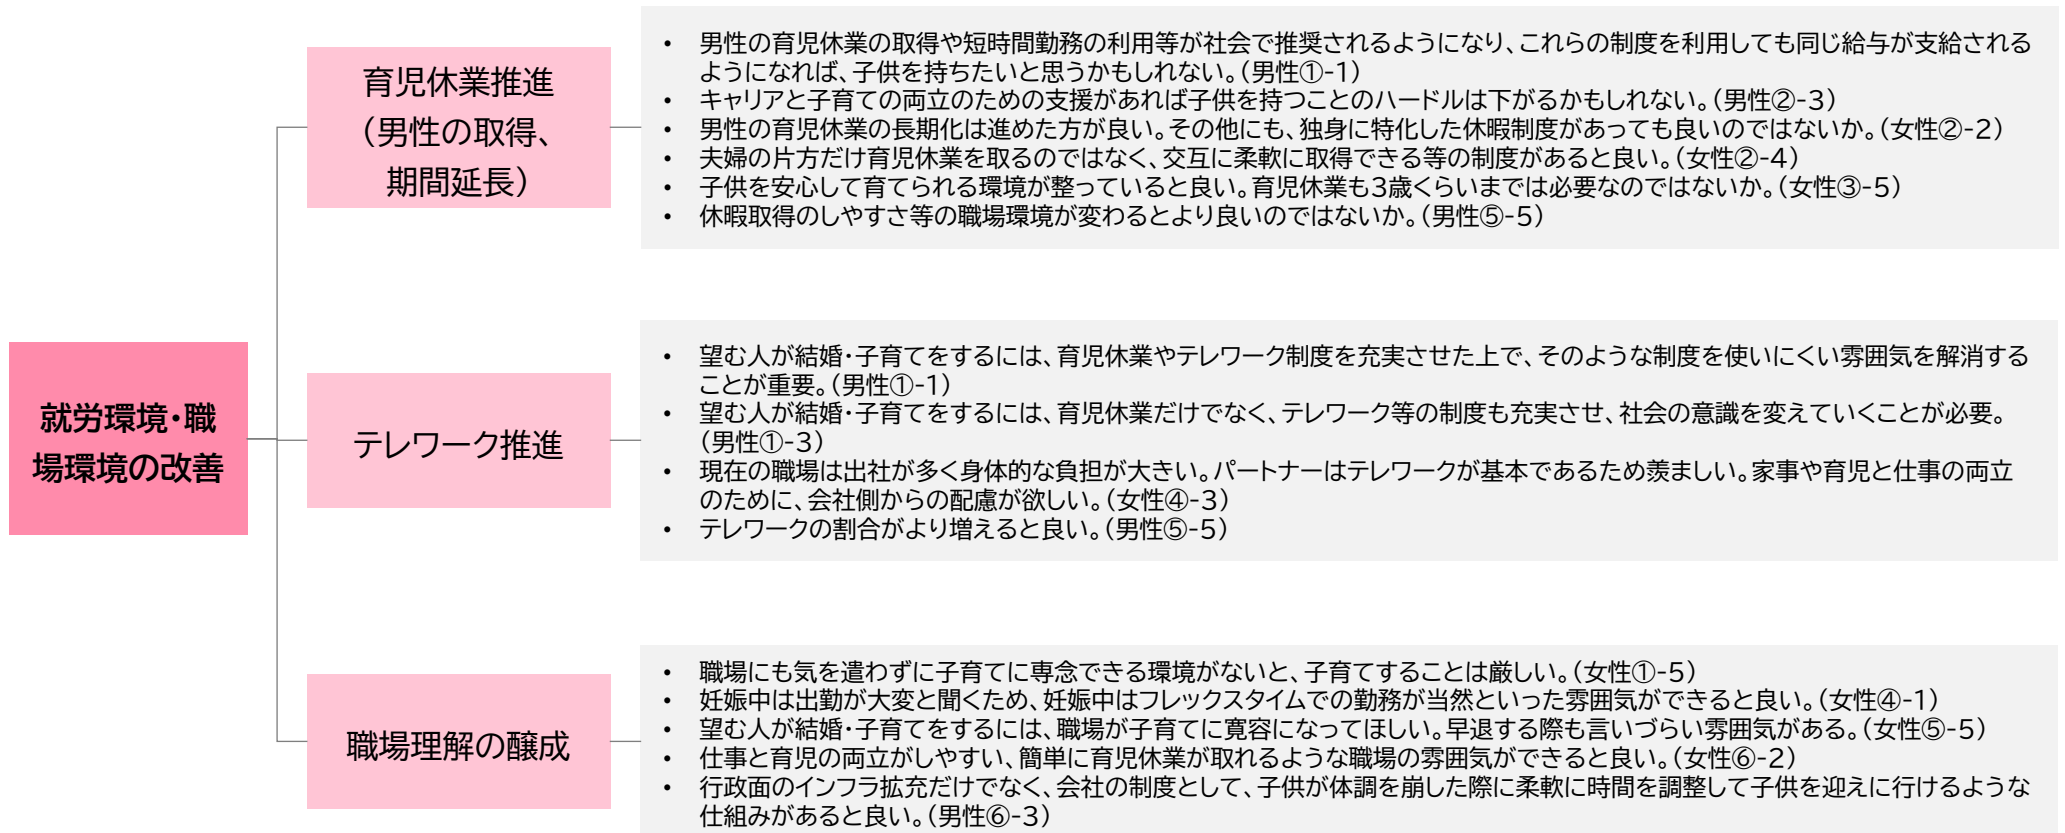 就労環境・職
場環境の改善
育児休業推進
（男性の取得、
期間延長）
• 男性の育児休業の取得や短時間勤務の利用等が社会で推奨されるようになり、これらの制度を利用しても同じ給与が支給される
ようになれば、子供を持ちたいと思うかもしれない。（男性①-1）
• キャリアと子育ての両立のための支援があれば子供を持つことのハードルは下がるかもしれない。（男性②-3）
• 男性の育児休業の長期化は進めた方が良い。その他にも、独身に特化した休暇制度があっても良いのではないか。（女性②-2）
• 夫婦の片方だけ育児休業を取るのではなく、交互に柔軟に取得できる等の制度があると良い。（女性②-4）
• 子供を安心して育てられる環境が整っていると良い。育児休業も3歳くらいまでは必要なのではないか。（女性③-5）
• 休暇取得のしやすさ等の職場環境が変わるとより良いのではないか。（男性⑤-5）
テレワーク推進
• 望む人が結婚・子育てをするには、育児休業やテレワーク制度を充実させた上で、そのような制度を使いにくい雰囲気を解消する
ことが重要。（男性①-1）
• 望む人が結婚・子育てをするには、育児休業だけでなく、テレワーク等の制度も充実させ、社会の意識を変えていくことが必要。
（男性①-3）
• 現在の職場は出社が多く身体的な負担が大きい。パートナーはテレワークが基本であるため羨ましい。家事や育児と仕事の両立
のために、会社側からの配慮が欲しい。（女性④-3）
• テレワークの割合がより増えると良い。（男性⑤-5）
職場理解の醸成
• 職場にも気を遣わずに子育てに専念できる環境がないと、子育てすることは厳しい。（女性①-5）
• 妊娠中は出勤が大変と聞くため、妊娠中はフレックスタイムでの勤務が当然といった雰囲気ができると良い。（女性④-1）
• 望む人が結婚・子育てをするには、職場が子育てに寛容になってほしい。早退する際も言いづらい雰囲気がある。（女性⑤-5）
• 仕事と育児の両立がしやすい、簡単に育児休業が取れるような職場の雰囲気ができると良い。（女性⑥-2）
• 行政面のインフラ拡充だけでなく、会社の制度として、子供が体調を崩した際に柔軟に時間を調整して子供を迎えに行けるような
仕組みがあると良い。（男性⑥-3）